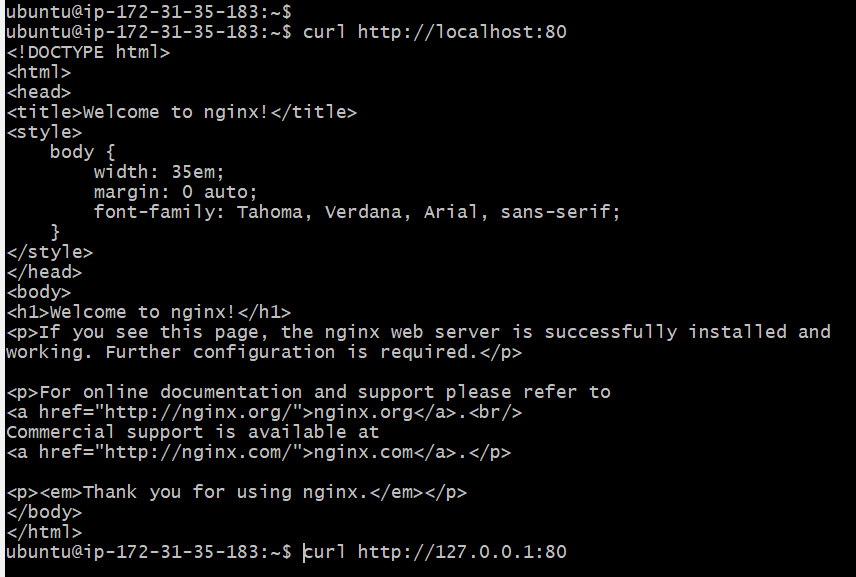 ubuntu@ip-172-31-35-183:~$
ubuntu@ip-172-31-35-183:~$ curl http://localhost:80
<!DOCTYPE html>
<html>
<head>
<title>Welcome to nginx!</title>
<style>
    body {
        width: 35em;
        margin: 0 auto;
        font-family: Tahoma, Verdana, Arial, sans-serif;
    }
</style>
</head>
<body>
<h1>Welcome to nginx!</h1>
<p>If you see this page, the nginx web server is successfully installed and
working. Further configuration is required.</p>

<p>For online documentation and support please refer to
<a href="http://nginx.org/">nginx.org</a>.<br/>
Commercial support is available at
<a href="http://nginx.com/">nginx.com</a>.</p>

<p><em>Thank you for using nginx.</em></p>
</body>
</html>
ubuntu@ip-172-31-35-183:~$ curl http://127.0.0.1:80